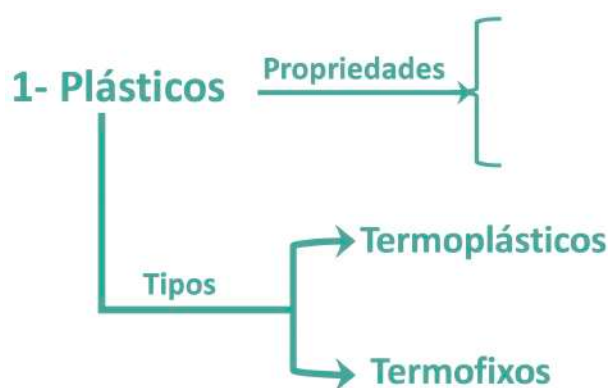 1- Plásticos
Propriedades
Tipos
Termoplásticos
Termofixos